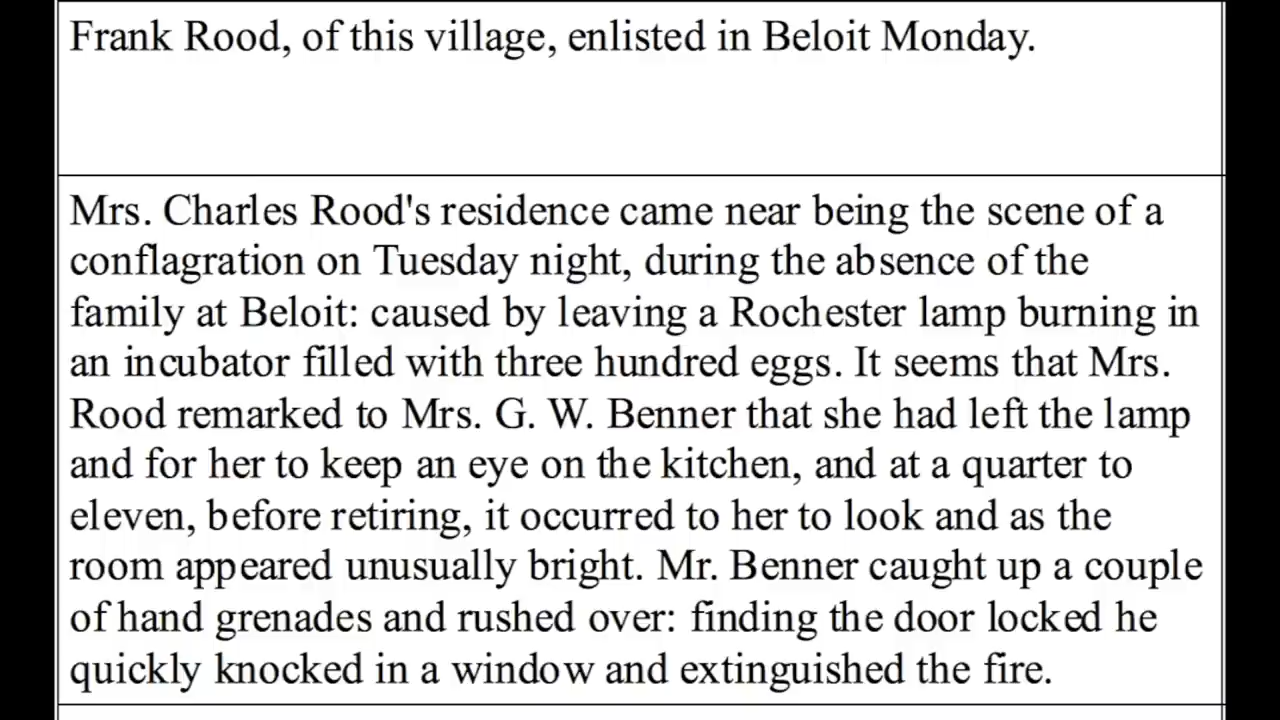 Frank Rood, of this village, enlisted in Beloit Monday.
Mrs. Charles Rood's residence came near being the scene of a
conflagration on Tuesday night, during the absence of the
family at Beloit: caused by leaving a Rochester lamp burning in
an incubator filled with three hundred eggs. It seems that Mrs.
Rood remarked to Mrs. G. W. Benner that she had left the lamp
and for her to keep an eye on the kitchen, and at a quarter to
eleven, before retiring, it occurred to her to look and as the
room appeared unusually bright. Mr. Benner caught up a couple
of hand grenades and rushed over: finding the door locked he
quickly knocked in a window and extinguished the fire.